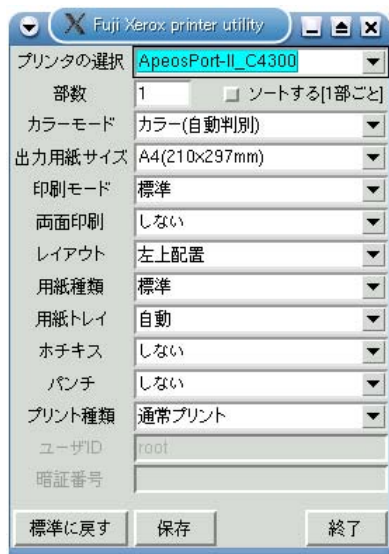 Fuji Xerox printer utility
プリンタの選択 ApeosPort-II_C4300
部数 1 ソートする[1部ごと]
カラーモード カラー(自動判別)
出力用紙サイズ A4(210x297mm)
印刷モード 標準
両面印刷 しない
レイアウト 左上配置
用紙種類 標準
用紙トレイ 自動
ホチキス しない
パンチ しない
プリント種類 通常プリント
ユーザID root
暗証番号
標準に戻す 保存 終了